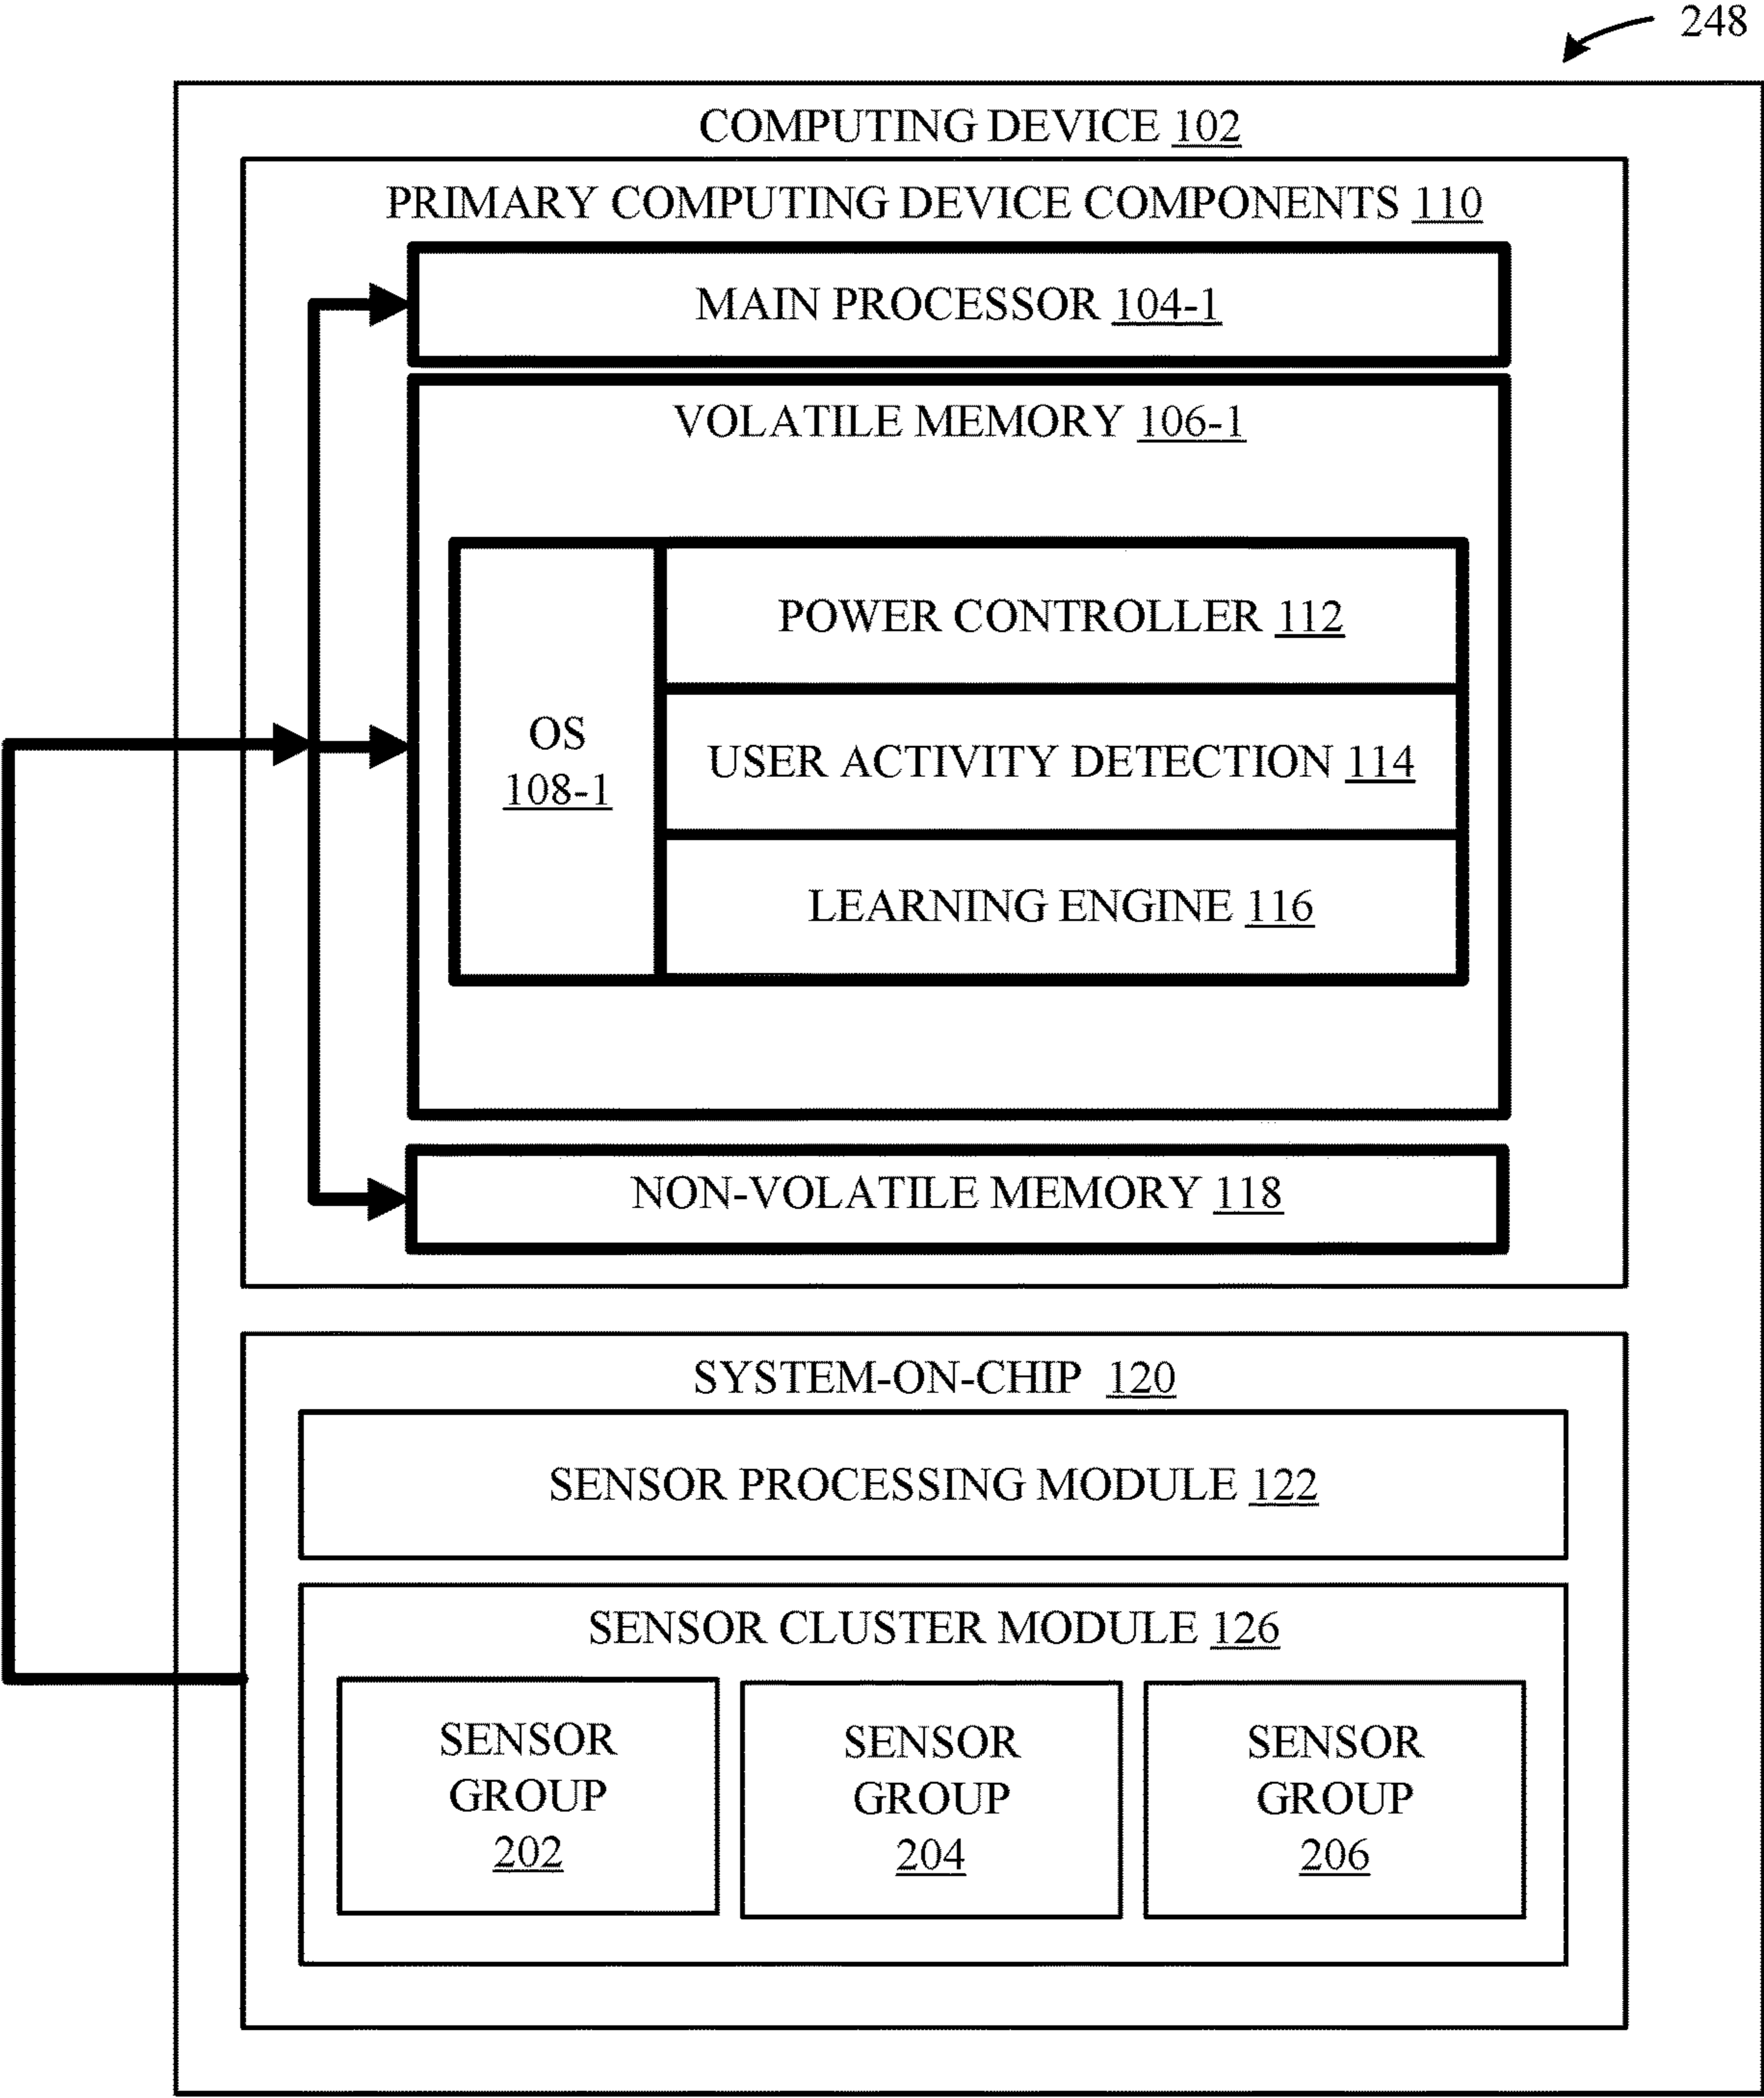 248
COMPUTING DEVICE 102
PRIMARY COMPUTING DEVICE COMPONENTS 110
MAIN PROCESSOR 104-1
VOLATILE MEMORY 106-1
POWER CONTROLLER 112
OS
108-1
USER ACTIVITY DETECTION 114
LEARNING ENGINE 116
NON-VOLATILE MEMORY 118
SYSTEM-ON-CHIP 120
SENSOR PROCESSING MODULE 122
SENSOR CLUSTER MODULE 126
SENSOR
GROUP
202
SENSOR
GROUP
204
SENSOR
GROUP
206